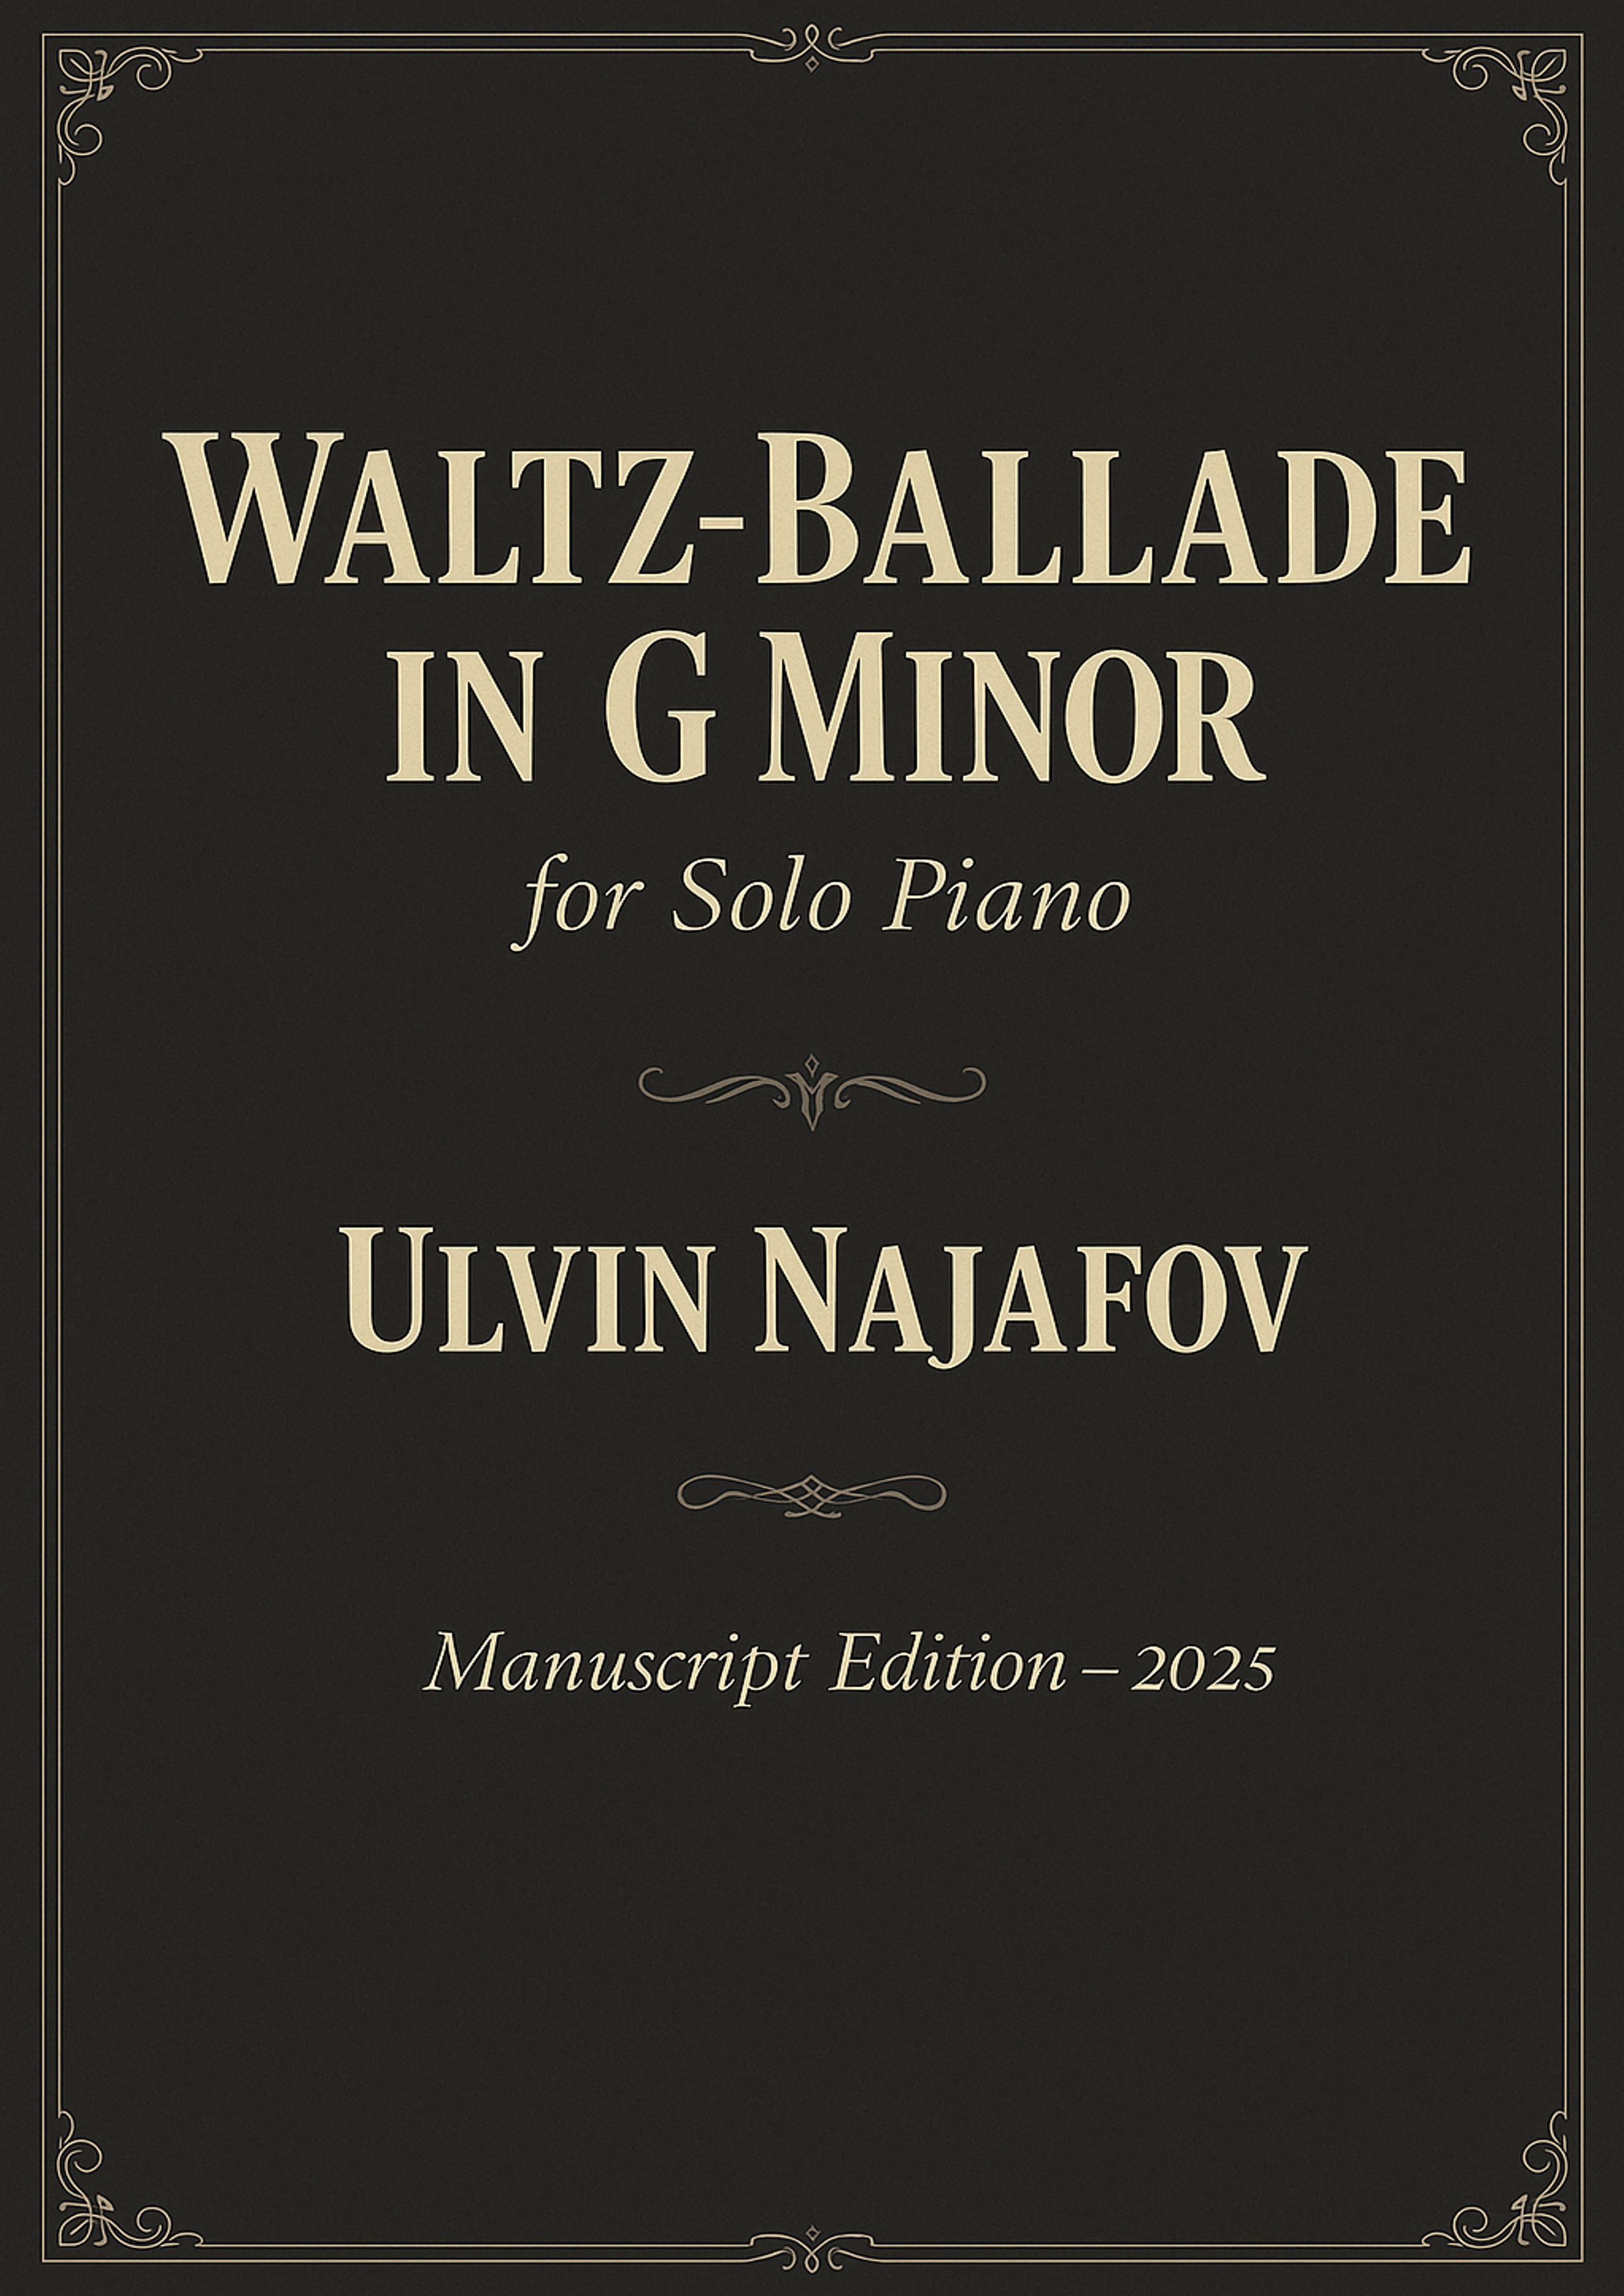 Waltz-Ballade
in G Minor
for Solo Piano
Ulvin Najafov
Manuscript Edition – 2025